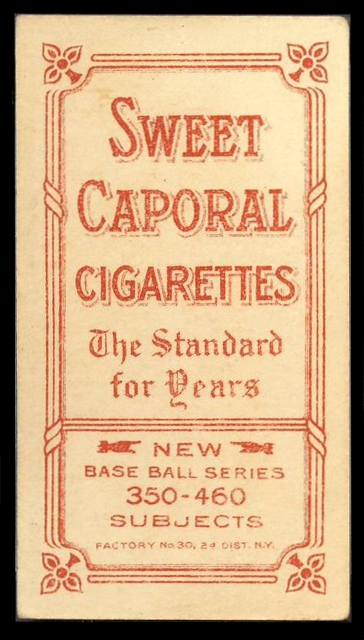 SWEET
CAPORAL
CIGARETTES
The Standard
for Years
NEW
BASE BALL SERIES
350-460
SUBJECTS
FACTORY No. 30, 2d DIST. N.Y.